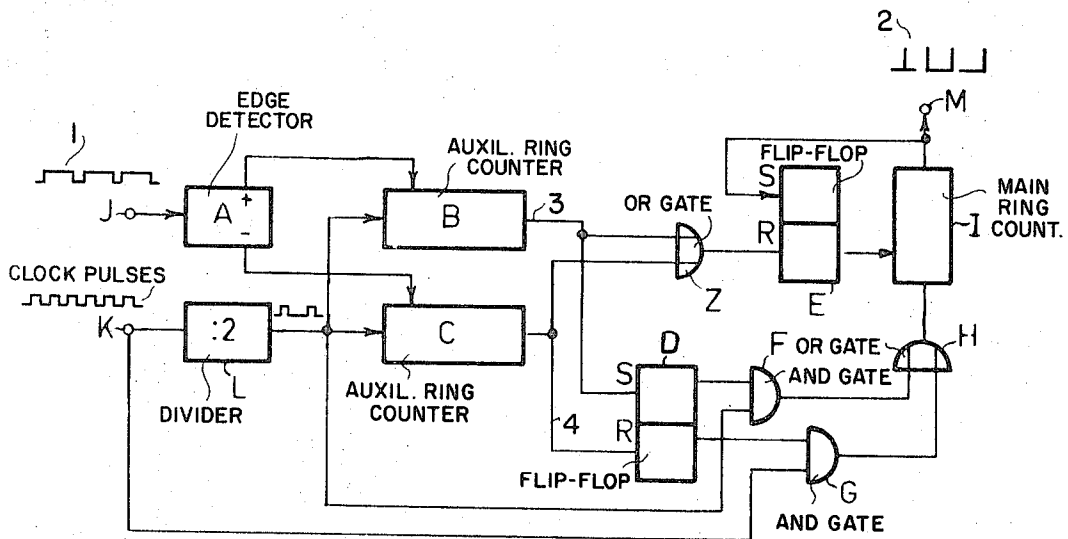 2
M
EDGE
DETECTOR
1
AUXIL. RING
COUNTER
FLIP-FLOP
J
A
+
-
B
3
OR GATE
S
R
MAIN
RING
COUNT.
I
CLOCK PULSES
K
:2
L
DIVIDER
C
Z
E
AUXIL. RING
COUNTER
D
F OR GATE
H
S
AND GATE
4
R
FLIP-FLOP
G
AND GATE